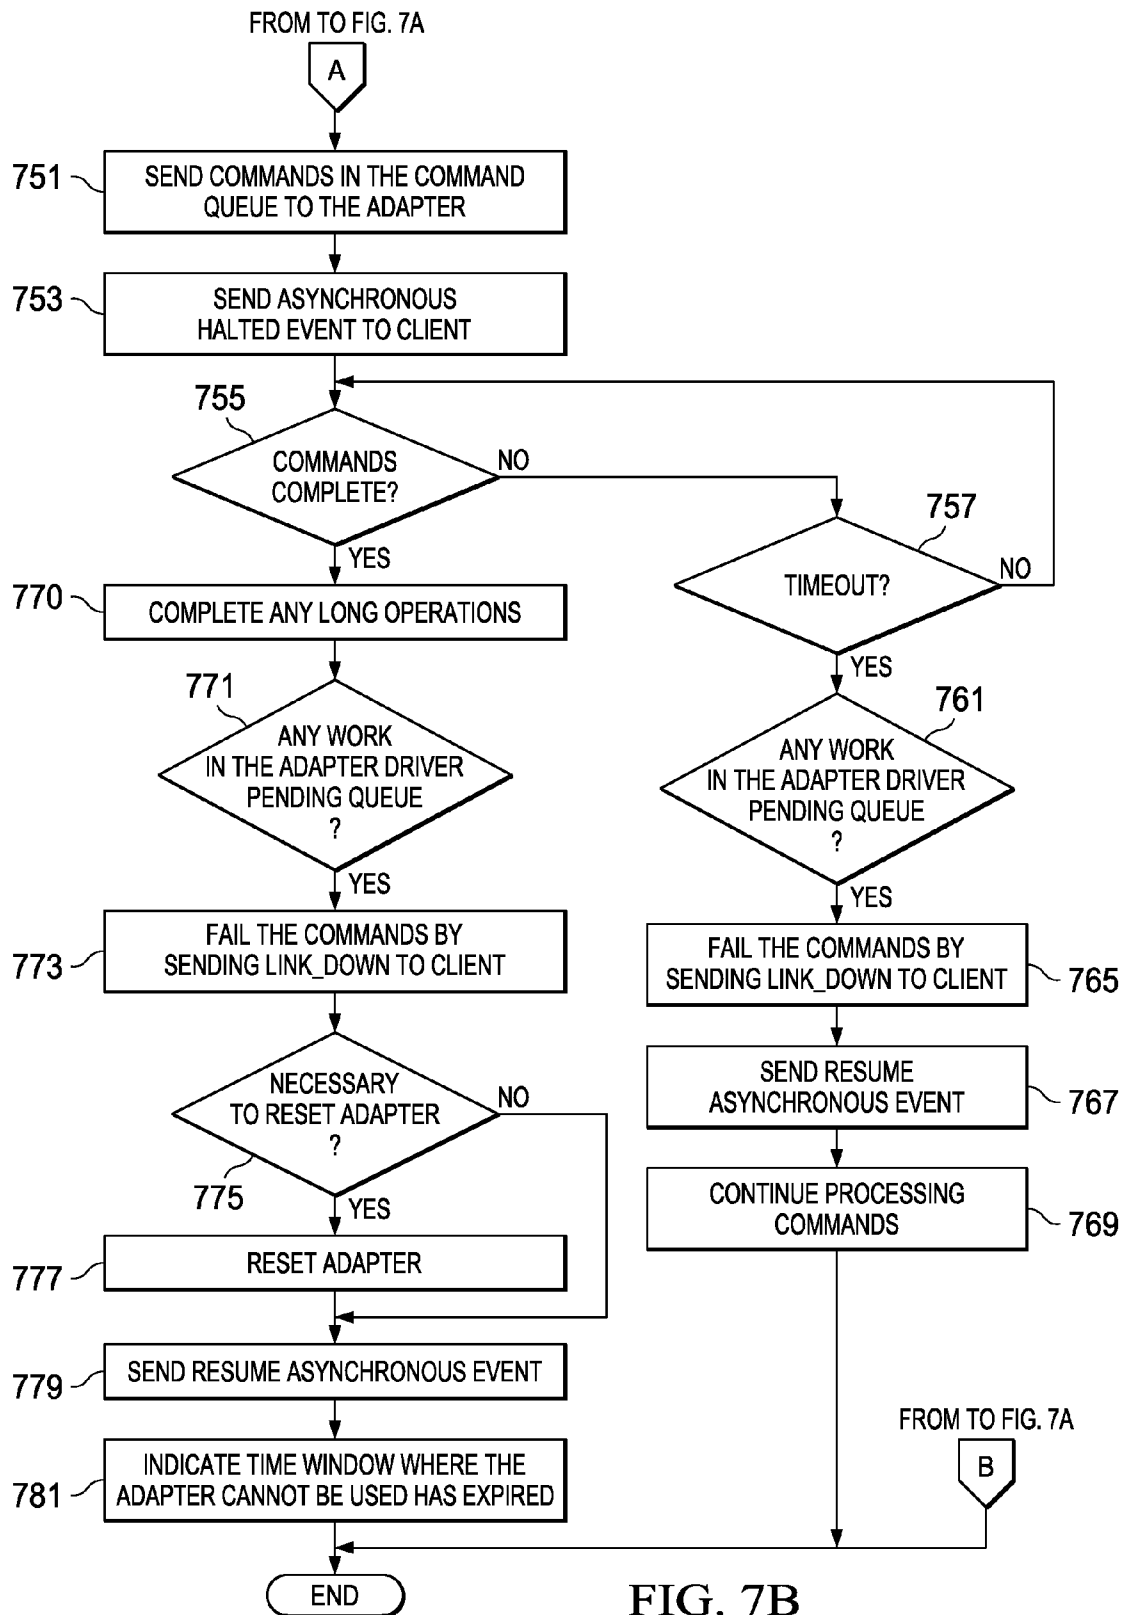 FROM TO FIG. 7A
A
751
SEND COMMANDS IN THE COMMAND
QUEUE TO THE ADAPTER
753
SEND ASYNCHRONOUS
HALTED EVENT TO CLIENT
755
COMMANDS
COMPLETE?
NO
YES
757
TIMEOUT?
NO
YES
770
COMPLETE ANY LONG OPERATIONS
771
ANY WORK
IN THE ADAPTER DRIVER
PENDING QUEUE
?
YES
761
ANY WORK
IN THE ADAPTER DRIVER
PENDING QUEUE
?
YES
773
FAIL THE COMMANDS BY
SENDING LINK_DOWN TO CLIENT
FAIL THE COMMANDS BY
SENDING LINK_DOWN TO CLIENT
765
NECESSARY
TO RESET ADAPTER
?
NO
775
YES
SEND RESUME
ASYNCHRONOUS EVENT
767
CONTINUE PROCESSING
COMMANDS
769
777
RESET ADAPTER
779
SEND RESUME ASYNCHRONOUS EVENT
781
INDICATE TIME WINDOW WHERE THE
ADAPTER CANNOT BE USED HAS EXPIRED
FROM TO FIG. 7A
B
END
FIG. 7B